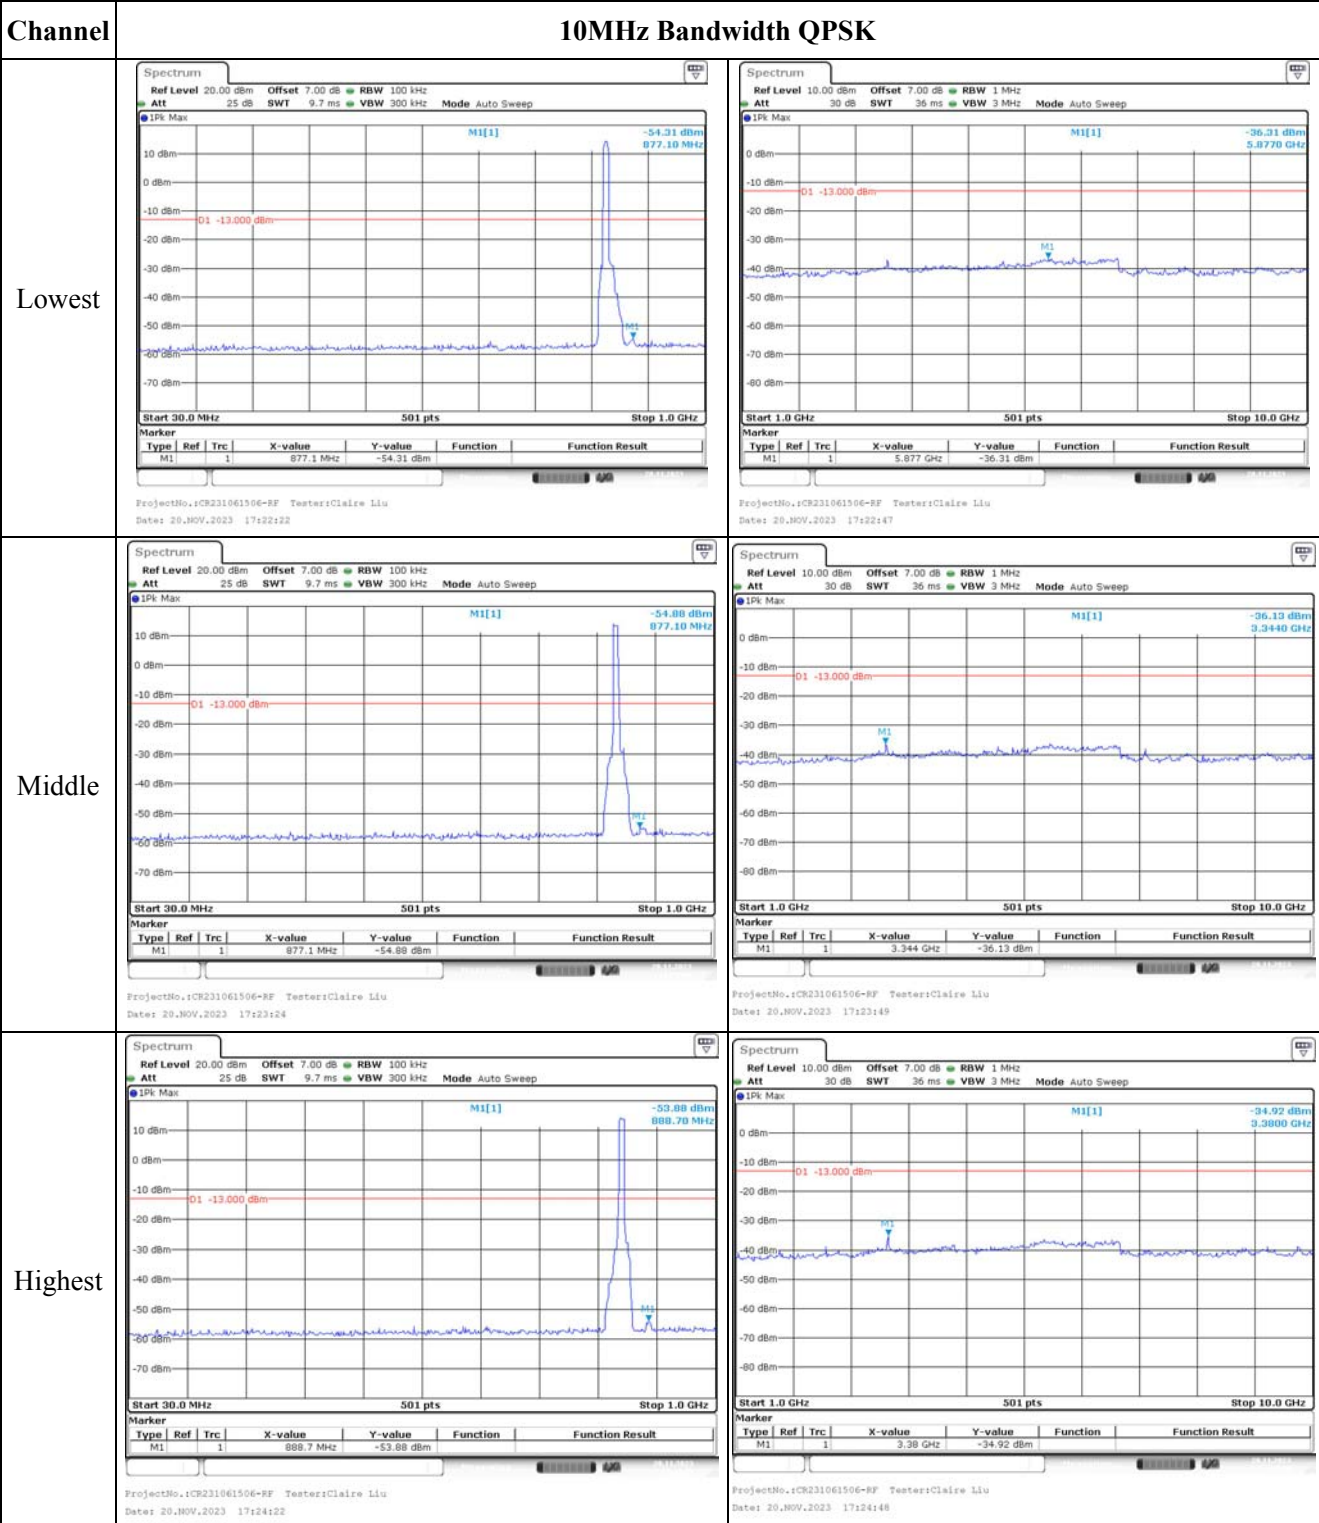 Channel 10MHz Bandwidth QPSK
Lowest
Spectrum
Ref Level 20.00 dBm Offset 7.00 dB RBW 100 kHz
Att 25 dB SWT 9.7 ms VBW 300 kHz Mode Auto Sweep
1Pk Max
M1[1] -54.31 dBm
877.10 MHz
10 dBm
0 dBm
-10 dBm
D1 -13.000 dBm
-20 dBm
-30 dBm
-40 dBm
-50 dBm
M1
-60 dBm
-70 dBm
Start 30.0 MHz 501 pts Stop 1.0 GHz
Marker
Type Ref Trc X-value Y-value Function Function Result
M1 1 877.1 MHz -54.31 dBm
ProjectNo.:CR231061506-RF Tester:Claire Liu
Date: 20.NOV.2023 17:22:22
Spectrum
Ref Level 10.00 dBm Offset 7.00 dB RBW 1 MHz
Att 30 dB SWT 36 ms VBW 3 MHz Mode Auto Sweep
1Pk Max
M1[1] -36.31 dBm
5.8770 GHz
0 dBm
-10 dBm
D1 -13.000 dBm
-20 dBm
-30 dBm
M1
-40 dBm
-50 dBm
-60 dBm
-70 dBm
-80 dBm
Start 1.0 GHz 501 pts Stop 10.0 GHz
Marker
Type Ref Trc X-value Y-value Function Function Result
M1 1 5.877 GHz -36.31 dBm
ProjectNo.:CR231061506-RF Tester:Claire Liu
Date: 20.NOV.2023 17:22:47
Middle
Spectrum
Ref Level 20.00 dBm Offset 7.00 dB RBW 100 kHz
Att 25 dB SWT 9.7 ms VBW 300 kHz Mode Auto Sweep
1Pk Max
M1[1] -54.88 dBm
877.10 MHz
10 dBm
0 dBm
-10 dBm
D1 -13.000 dBm
-20 dBm
-30 dBm
-40 dBm
-50 dBm
M1
-60 dBm
-70 dBm
Start 30.0 MHz 501 pts Stop 1.0 GHz
Marker
Type Ref Trc X-value Y-value Function Function Result
M1 1 877.1 MHz -54.88 dBm
ProjectNo.:CR231061506-RF Tester:Claire Liu
Date: 20.NOV.2023 17:23:24
Spectrum
Ref Level 10.00 dBm Offset 7.00 dB RBW 1 MHz
Att 30 dB SWT 36 ms VBW 3 MHz Mode Auto Sweep
1Pk Max
M1[1] -36.13 dBm
3.3440 GHz
0 dBm
-10 dBm
D1 -13.000 dBm
-20 dBm
-30 dBm
M1
-40 dBm
-50 dBm
-60 dBm
-70 dBm
-80 dBm
Start 1.0 GHz 501 pts Stop 10.0 GHz
Marker
Type Ref Trc X-value Y-value Function Function Result
M1 1 3.344 GHz -36.13 dBm
ProjectNo.:CR231061506-RF Tester:Claire Liu
Date: 20.NOV.2023 17:23:49
Highest
Spectrum
Ref Level 20.00 dBm Offset 7.00 dB RBW 100 kHz
Att 25 dB SWT 9.7 ms VBW 300 kHz Mode Auto Sweep
1Pk Max
M1[1] -53.88 dBm
888.70 MHz
10 dBm
0 dBm
-10 dBm
D1 -13.000 dBm
-20 dBm
-30 dBm
-40 dBm
-50 dBm
M1
-60 dBm
-70 dBm
Start 30.0 MHz 501 pts Stop 1.0 GHz
Marker
Type Ref Trc X-value Y-value Function Function Result
M1 1 888.7 MHz -53.88 dBm
ProjectNo.:CR231061506-RF Tester:Claire Liu
Date: 20.NOV.2023 17:24:22
Spectrum
Ref Level 10.00 dBm Offset 7.00 dB RBW 1 MHz
Att 30 dB SWT 36 ms VBW 3 MHz Mode Auto Sweep
1Pk Max
M1[1] -34.92 dBm
3.3800 GHz
0 dBm
-10 dBm
D1 -13.000 dBm
-20 dBm
-30 dBm
M1
-40 dBm
-50 dBm
-60 dBm
-70 dBm
-80 dBm
Start 1.0 GHz 501 pts Stop 10.0 GHz
Marker
Type Ref Trc X-value Y-value Function Function Result
M1 1 3.38 GHz -34.92 dBm
ProjectNo.:CR231061506-RF Tester:Claire Liu
Date: 20.NOV.2023 17:24:48